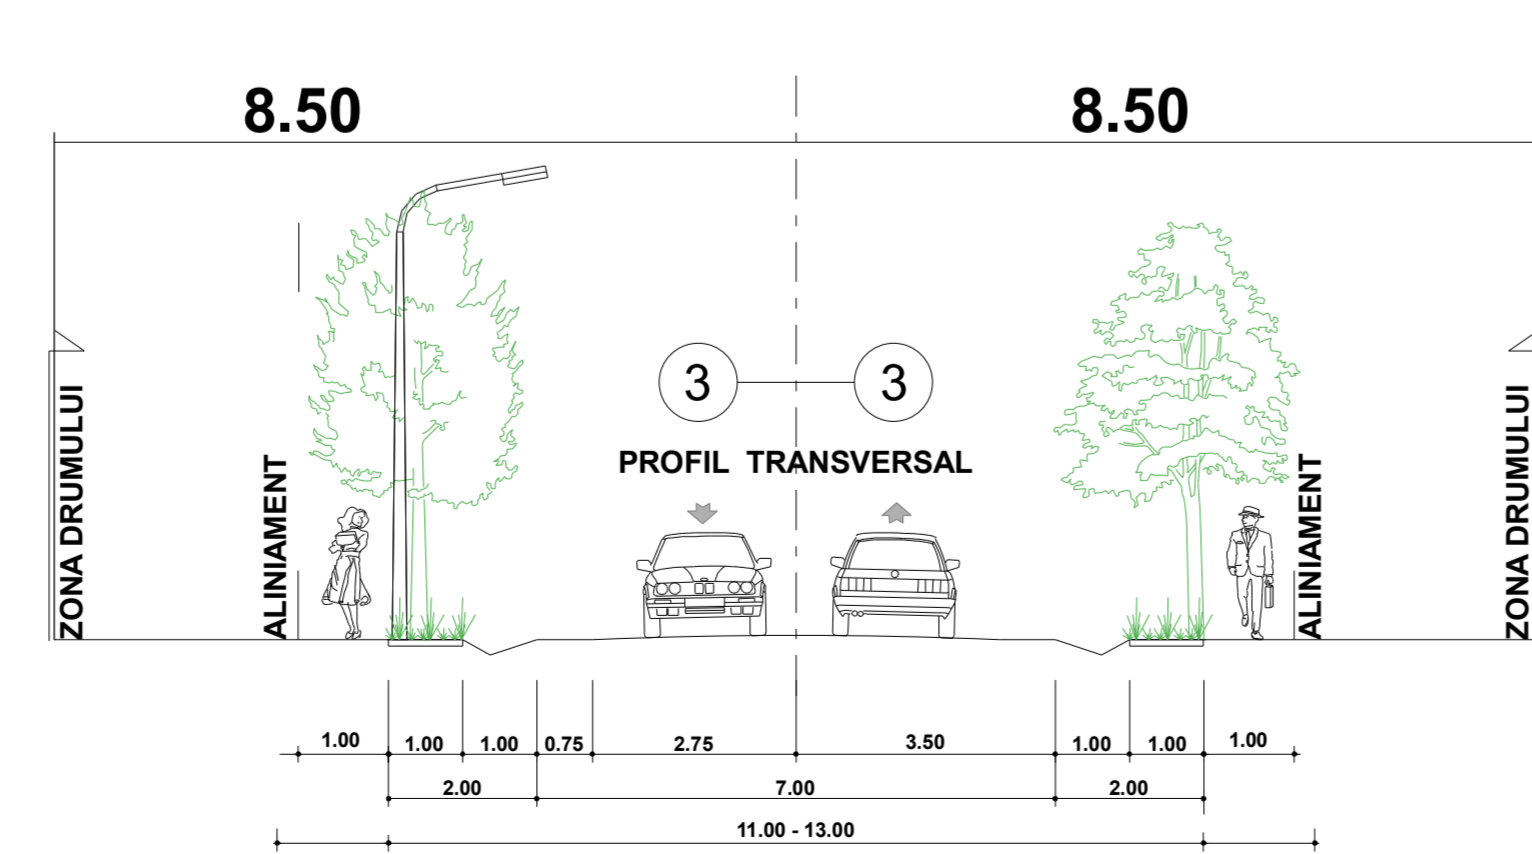 8.50 8.50
3 3
PROFIL TRANSVERSAL
ZONA DRUMULUI
ALINIAMENT
ALINIAMENT
ZONA DRUMULUI
1.00 1.00 1.00 0.75 2.75 3.50 1.00 1.00 1.00
2.00 7.00 2.00
11.00 - 13.00